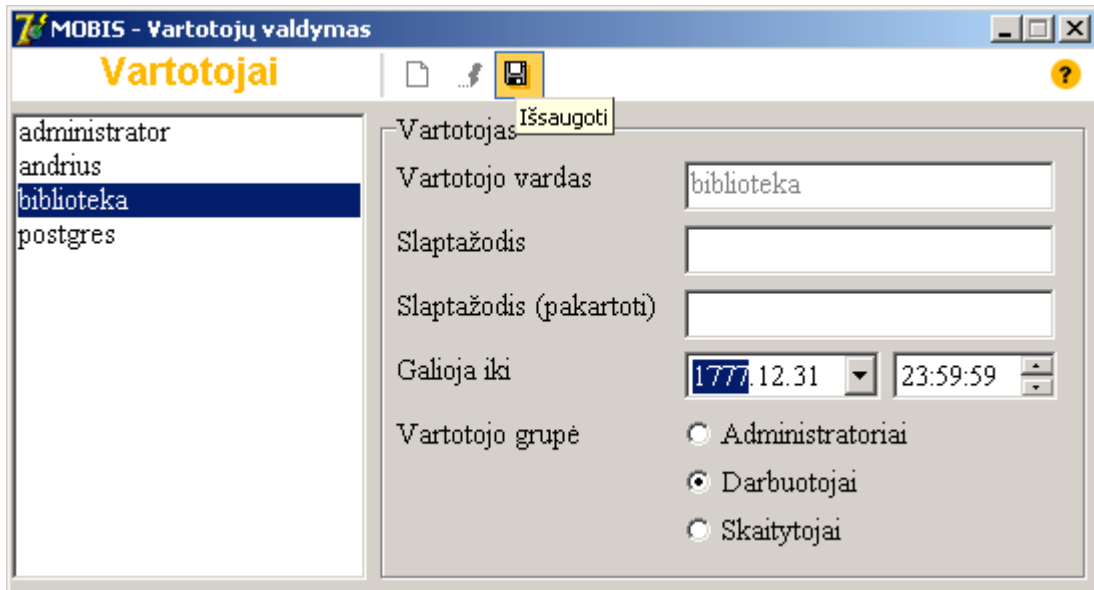 MOBIS - Vartotojų valdymas
Vartotojai
?
Išsaugoti
administrator
andrius
biblioteka
postgres
Vartotojas
Vartotojo vardas biblioteka
Slaptažodis
Slaptažodis (pakartoti)
Galioja iki 1777.12.31 23:59:59
Vartotojo grupė Administratoriai
Darbuotojai
Skaitytojai